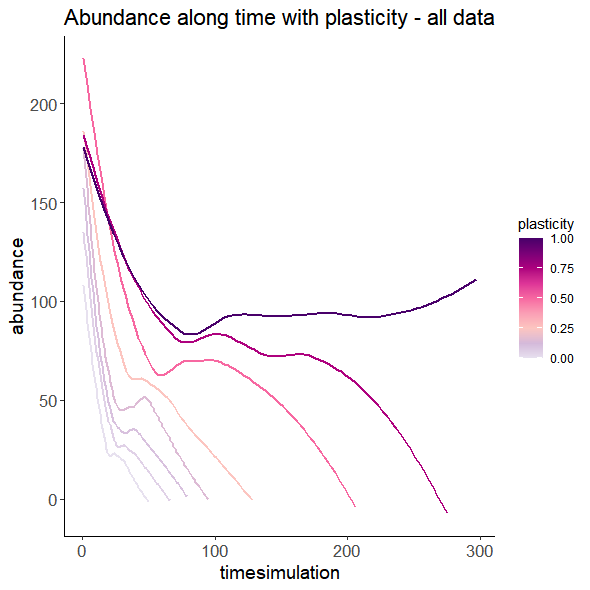 Abundance along time with plasticity - all data
abundance
200
150
100
50
0
0 100 200 300
timesimulation
plasticity
1.00
0.75
0.50
0.25
0.00